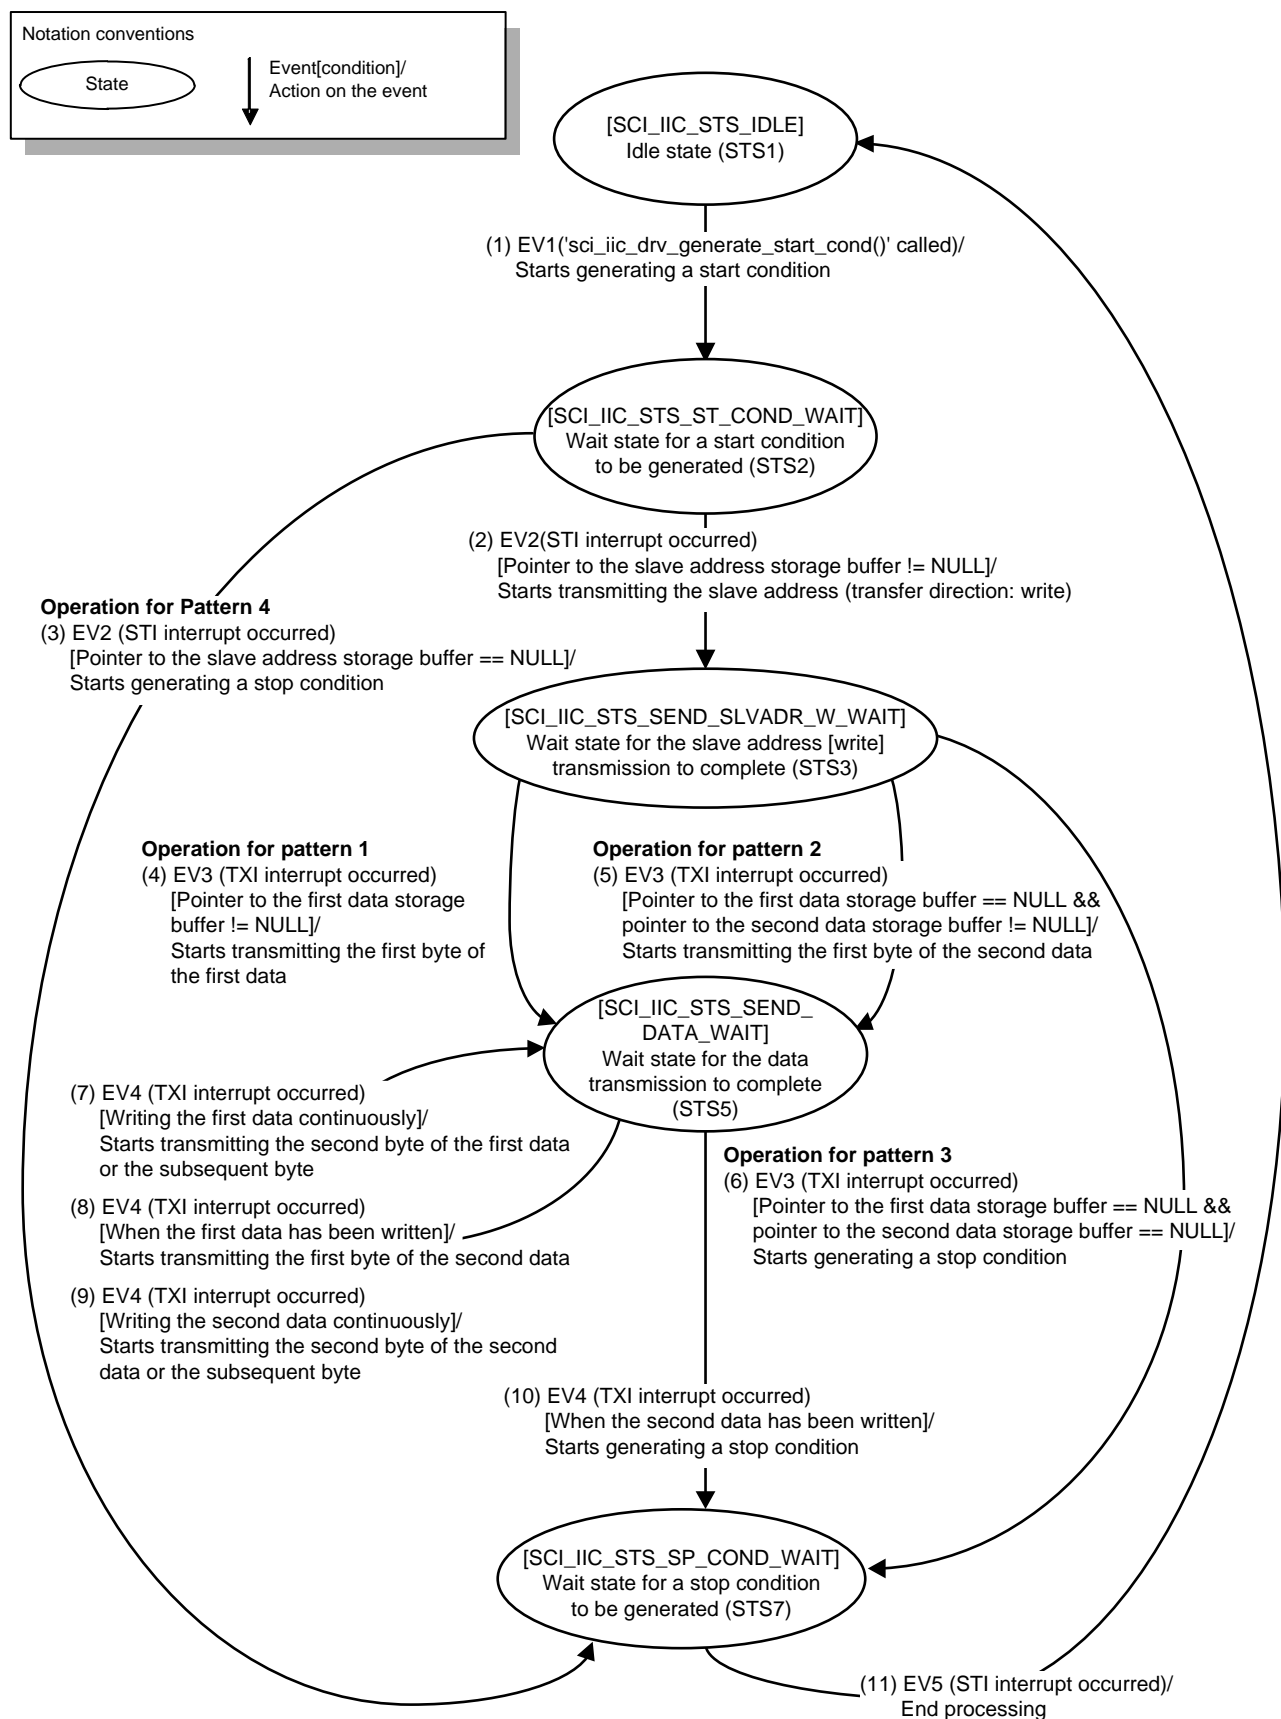 Notation conventions
State
Event[condition]/
Action on the event
[SCI_IIC_STS_IDLE]
Idle state (STS1)
(1) EV1('sci_iic_drv_generate_start_cond()' called)/
Starts generating a start condition
[SCI_IIC_STS_ST_COND_WAIT]
Wait state for a start condition
to be generated (STS2)
(2) EV2(STI interrupt occurred)
[Pointer to the slave address storage buffer != NULL]/
Starts transmitting the slave address (transfer direction: write)
Operation for Pattern 4
(3) EV2 (STI interrupt occurred)
[Pointer to the slave address storage buffer == NULL]/
Starts generating a stop condition
[SCI_IIC_STS_SEND_SLVADR_W_WAIT]
Wait state for the slave address [write]
transmission to complete (STS3)
Operation for pattern 1
(4) EV3 (TXI interrupt occurred)
[Pointer to the first data storage
buffer != NULL]/
Starts transmitting the first byte of
the first data
Operation for pattern 2
(5) EV3 (TXI interrupt occurred)
[Pointer to the first data storage buffer == NULL &&
pointer to the second data storage buffer != NULL]/
Starts transmitting the first byte of the second data
[SCI_IIC_STS_SEND_
DATA_WAIT]
Wait state for the data
transmission to complete
(STS5)
(7) EV4 (TXI interrupt occurred)
[Writing the first data continuously]/
Starts transmitting the second byte of the first data
or the subsequent byte
(8) EV4 (TXI interrupt occurred)
[When the first data has been written]/
Starts transmitting the first byte of the second data
(9) EV4 (TXI interrupt occurred)
[Writing the second data continuously]/
Starts transmitting the second byte of the second
data or the subsequent byte
Operation for pattern 3
(6) EV3 (TXI interrupt occurred)
[Pointer to the first data storage buffer == NULL &&
pointer to the second data storage buffer == NULL]/
Starts generating a stop condition
(10) EV4 (TXI interrupt occurred)
[When the second data has been written]/
Starts generating a stop condition
[SCI_IIC_STS_SP_COND_WAIT]
Wait state for a stop condition
to be generated (STS7)
(11) EV5 (STI interrupt occurred)/
End processing